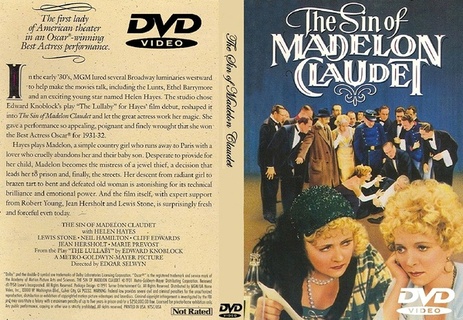 The first lady
of American theater
in an Oscar®-winning
Best Actress performance.
DVD
VIDEO
In the early '30's, MGM lured several Broadway luminaries westward
to help make the movies talk, including the Lunts, Ethel Barrymore
and an exciting young star named Helen Hayes. The studio chose
Edward Knoblock's play "The Lullaby" for Hayes' film debut, reshaped it
into The Sin of Madelon Claudet and let the great actress work her magic. She
gave a performance so appealing, poignant and finely wrought that she won
the Best Actress Oscar® for 1931-32.
Hayes plays Madelon, a simple country girl who runs away to Paris with a
lover who cruelly abandons her and their baby son. Desperate to provide for
her child, Madelon becomes the mistress of a jewel thief, a decision that
leads her to prison and, finally, the streets. Her descent from radiant girl to
brazen tart to bent and defeated old woman is astonishing for its technical
brilliance and emotional power. And the film itself, with expert support
from Robert Young, Jean Hersholt and Lewis Stone, is surprisingly fresh
and forceful even today.
THE SIN OF MADELON CLAUDET
with HELEN HAYES
LEWIS STONE • NEIL HAMILTON • CLIFF EDWARDS
JEAN HERSHOLT • MARIE PREVOST
From the Play "THE LULLABY" by EDWARD KNOBLOCK
A METRO-GOLDWYN-MAYER PICTURE
Directed by EDGAR SELWYN
Not Rated
DVD
VIDEO
The Sin of Madelon Claudet
DVD
VIDEO
The Sin of
MADELON
CLAUDET
DVD
VIDEO